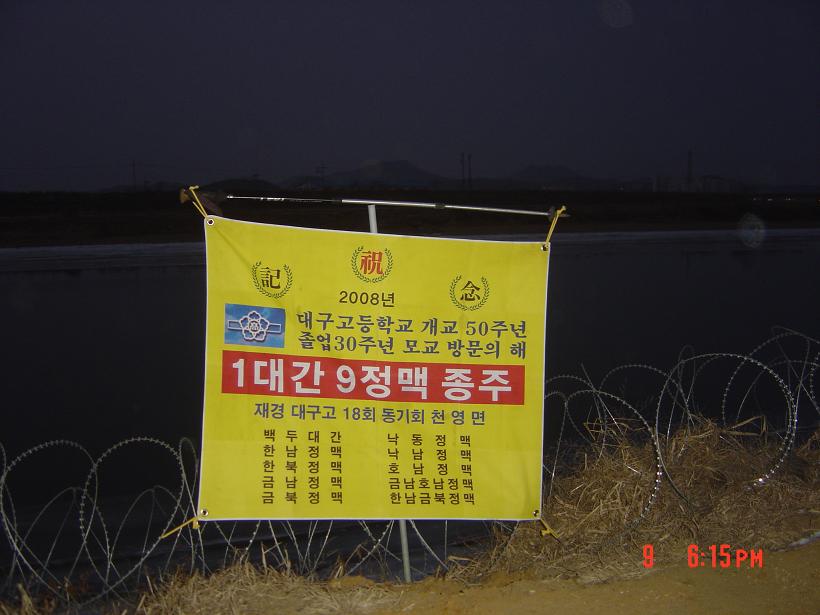 記 祝 念
2008년
대구고등학교 개교 50주년
졸업30주년 모교 방문의 해
1대간 9정맥 종주
재경 대구고 18회 동기회 천 영 면
백 두 대 간 낙 동 정 맥
한 남 정 맥 낙 남 정 맥
한 북 정 맥 호 남 정 맥
금 남 정 맥 금남호남정맥
금 북 정 맥 한남금북정맥
9 6:15PM